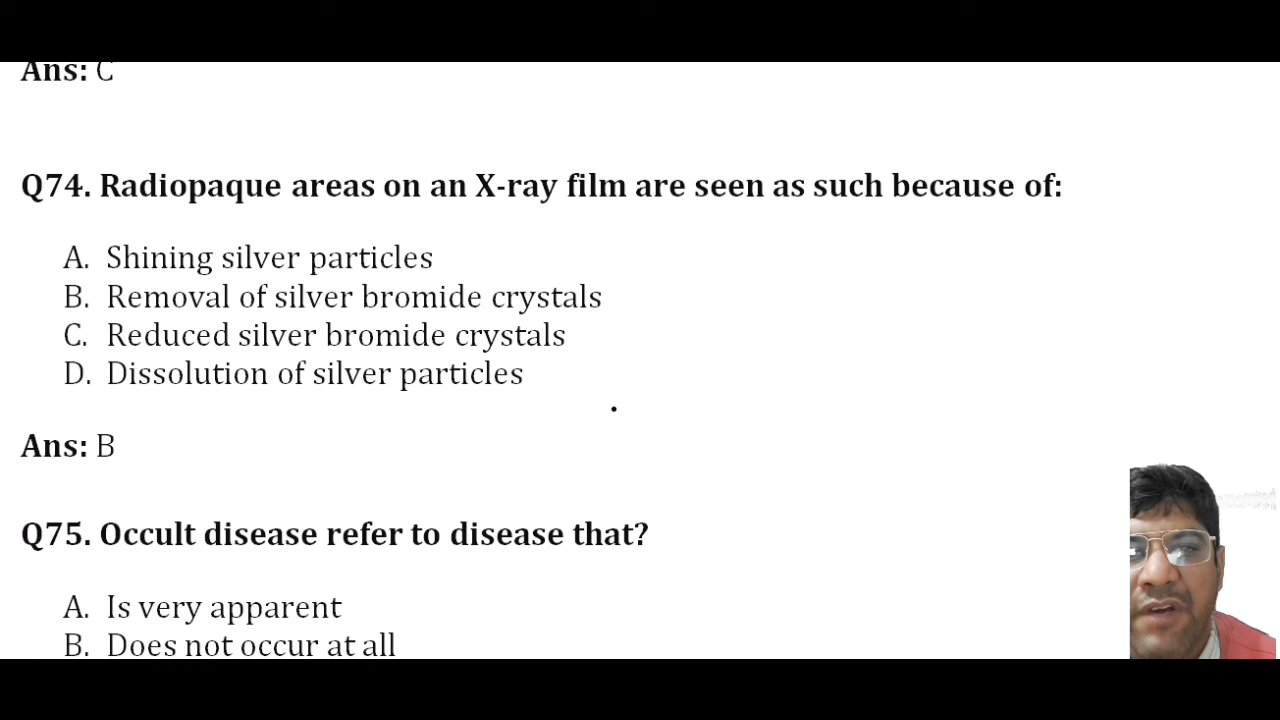 Ans: C
Q74. Radiopaque areas on an X-ray film are seen as such because of:
A. Shining silver particles
B. Removal of silver bromide crystals
C. Reduced silver bromide crystals
D. Dissolution of silver particles
Ans: B
Q75. Occult disease refer to disease that?
A. Is very apparent
B. Does not occur at all